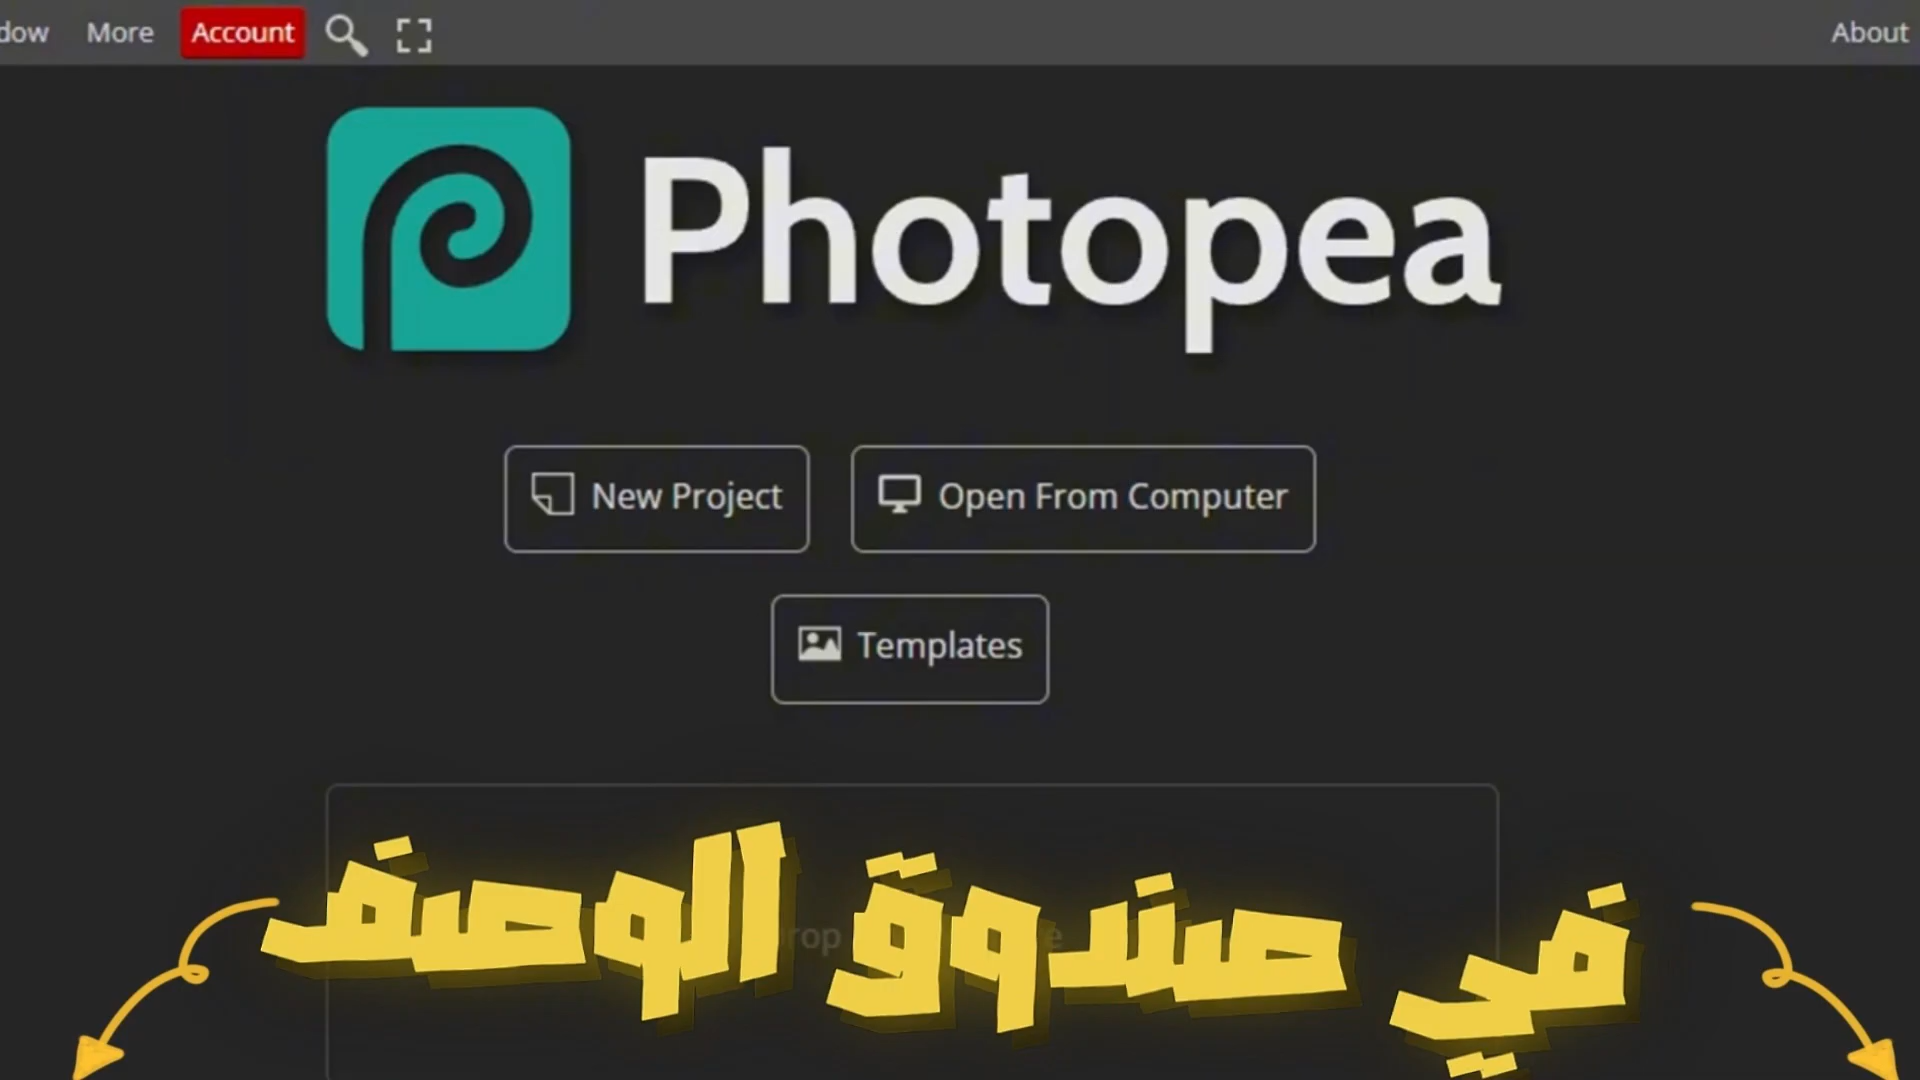 dow More Account About
Photopea
New Project Open From Computer
Templates
في صندوق الوصف